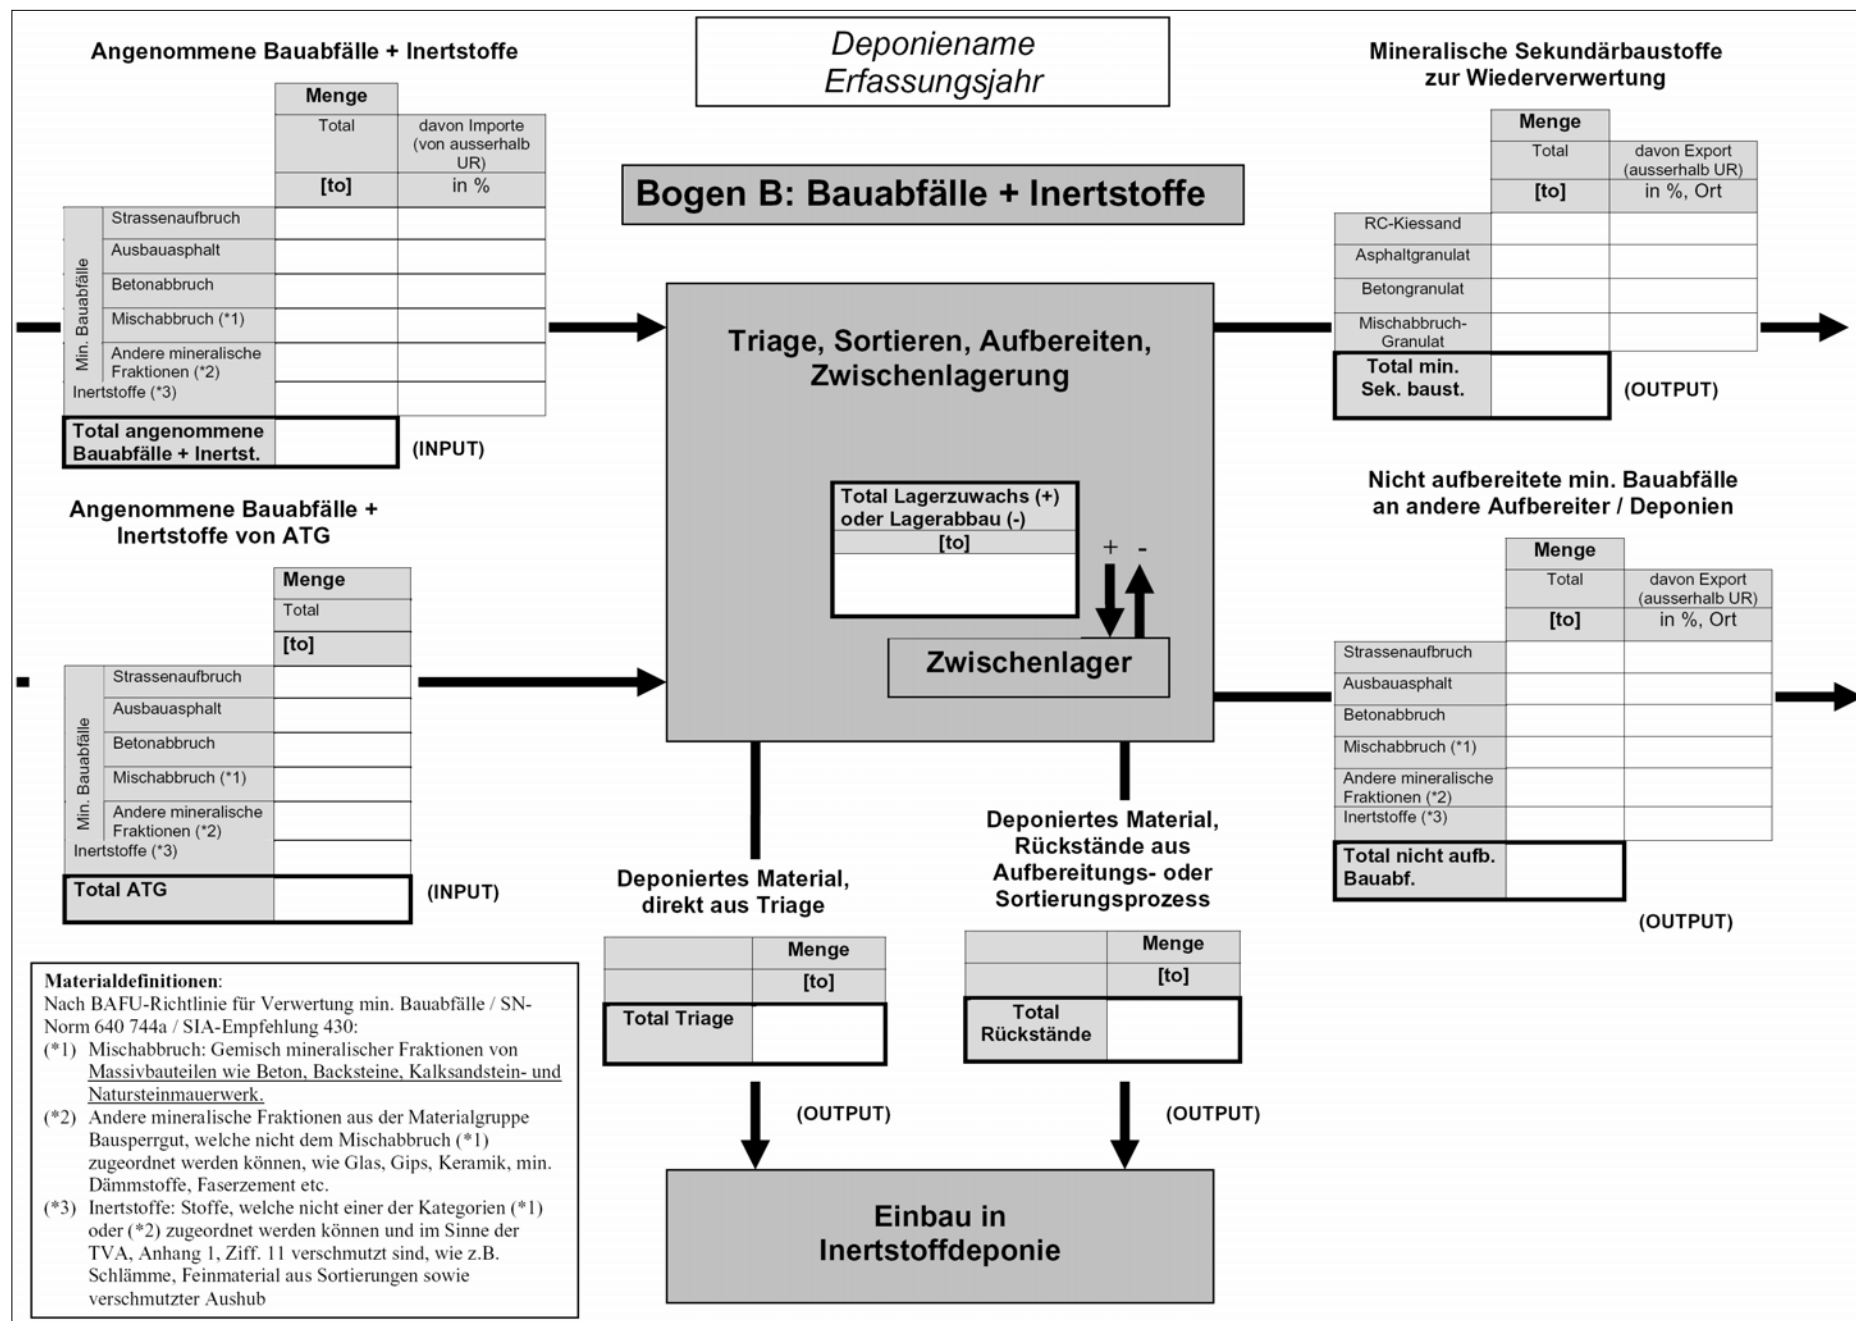 Deponiename
Erfassungsjahr
Bogen B: Bauabfälle + Inertstoffe
Angenommene Bauabfälle + Inertstoffe
Menge
Total
davon Importe
(von ausserhalb
UR)
[to]
in %
Min. Bauabfälle
Strassenaufbruch
Ausbauasphalt
Betonabbruch
Mischabbruch (*1)
Andere mineralische
Fraktionen (*2)
Inertstoffe (*3)
Total angenommene
Bauabfälle + Inertst.
(INPUT)
Angenommene Bauabfälle +
Inertstoffe von ATG
Menge
Total
[to]
Min. Bauabfälle
Strassenaufbruch
Ausbauasphalt
Betonabbruch
Mischabbruch (*1)
Andere mineralische
Fraktionen (*2)
Inertstoffe (*3)
Total ATG
(INPUT)
Triage, Sortieren, Aufbereiten,
Zwischenlagerung
Total Lagerzuwachs (+)
oder Lagerabbau (-)
[to]
+ -
Zwischenlager
Mineralische Sekundärbaustoffe
zur Wiederverwertung
Menge
Total
davon Export
(ausserhalb UR)
[to]
in %, Ort
RC-Kiessand
Asphaltgranulat
Betongranulat
Mischabbruch-
Granulat
Total min.
Sek. baust.
(OUTPUT)
Nicht aufbereitete min. Bauabfälle
an andere Aufbereiter / Deponien
Menge
Total
davon Export
(ausserhalb UR)
[to]
in %, Ort
Strassenaufbruch
Ausbauasphalt
Betonabbruch
Mischabbruch (*1)
Andere mineralische
Fraktionen (*2)
Inertstoffe (*3)
Total nicht aufb.
Bauabf.
(OUTPUT)
Deponiertes Material,
direkt aus Triage
Menge
[to]
Total Triage
(OUTPUT)
Deponiertes Material,
Rückstände aus
Aufbereitungs- oder
Sortierungsprozess
Menge
[to]
Total
Rückstände
(OUTPUT)
Einbau in
Inertstoffdeponie
Materialdefinitionen:
Nach BAFU-Richtlinie für Verwertung min. Bauabfälle / SN-
Norm 640 744a / SIA-Empfehlung 430:
(*1) Mischabbruch: Gemisch mineralischer Fraktionen von
Massivbauteilen wie Beton, Backsteine, Kalksandstein- und
Natursteinmauerwerk.
(*2) Andere mineralische Fraktionen aus der Materialgruppe
Bausperrgut, welche nicht dem Mischabbruch (*1)
zugeordnet werden können, wie Glas, Gips, Keramik, min.
Dämmstoffe, Faserzement etc.
(*3) Inertstoffe: Stoffe, welche nicht einer der Kategorien (*1)
oder (*2) zugeordnet werden können und im Sinne der
TVA, Anhang 1, Ziff. 11 verschmutzt sind, wie z.B.
Schlämme, Feinmaterial aus Sortierungen sowie
verschmutzter Aushub